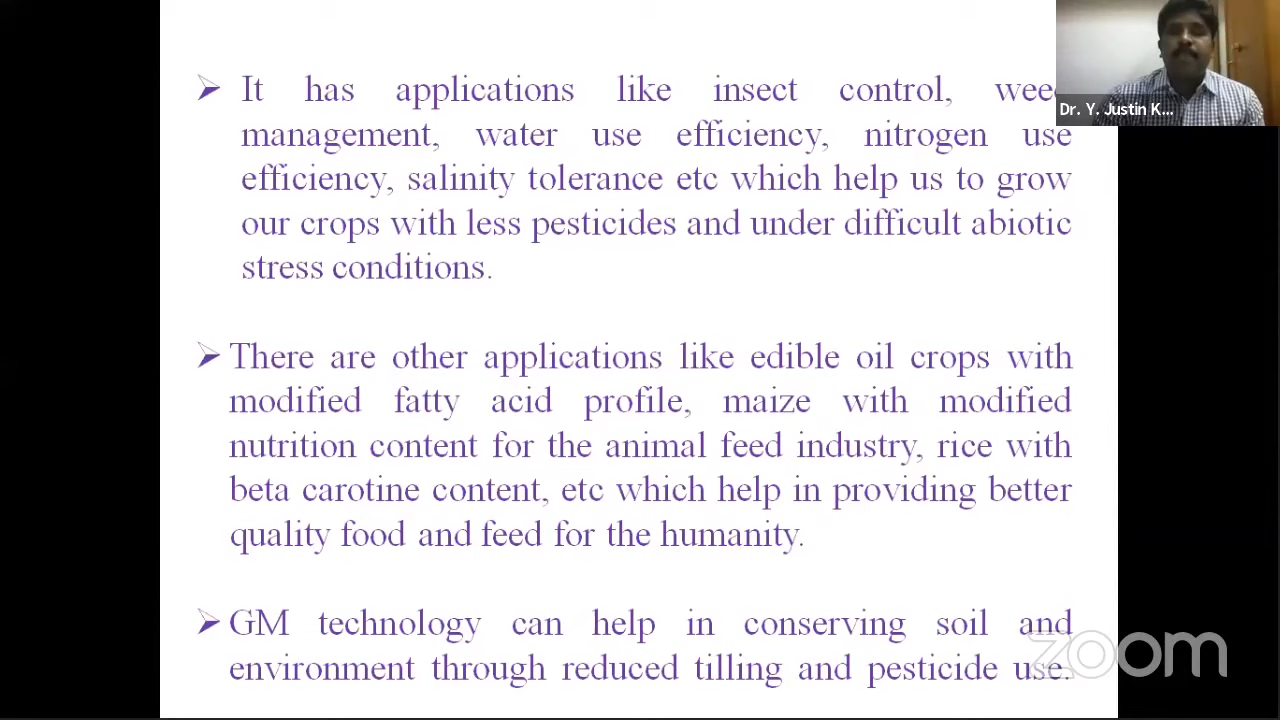 It has applications like insect control, weed
management, water use efficiency, nitrogen use
efficiency, salinity tolerance etc which help us to grow
our crops with less pesticides and under difficult abiotic
stress conditions.
There are other applications like edible oil crops with
modified fatty acid profile, maize with modified
nutrition content for the animal feed industry, rice with
beta carotine content, etc which help in providing better
quality food and feed for the humanity.
GM technology can help in conserving soil and
environment through reduced tilling and pesticide use.
Dr. Y. Justin K...
zoom